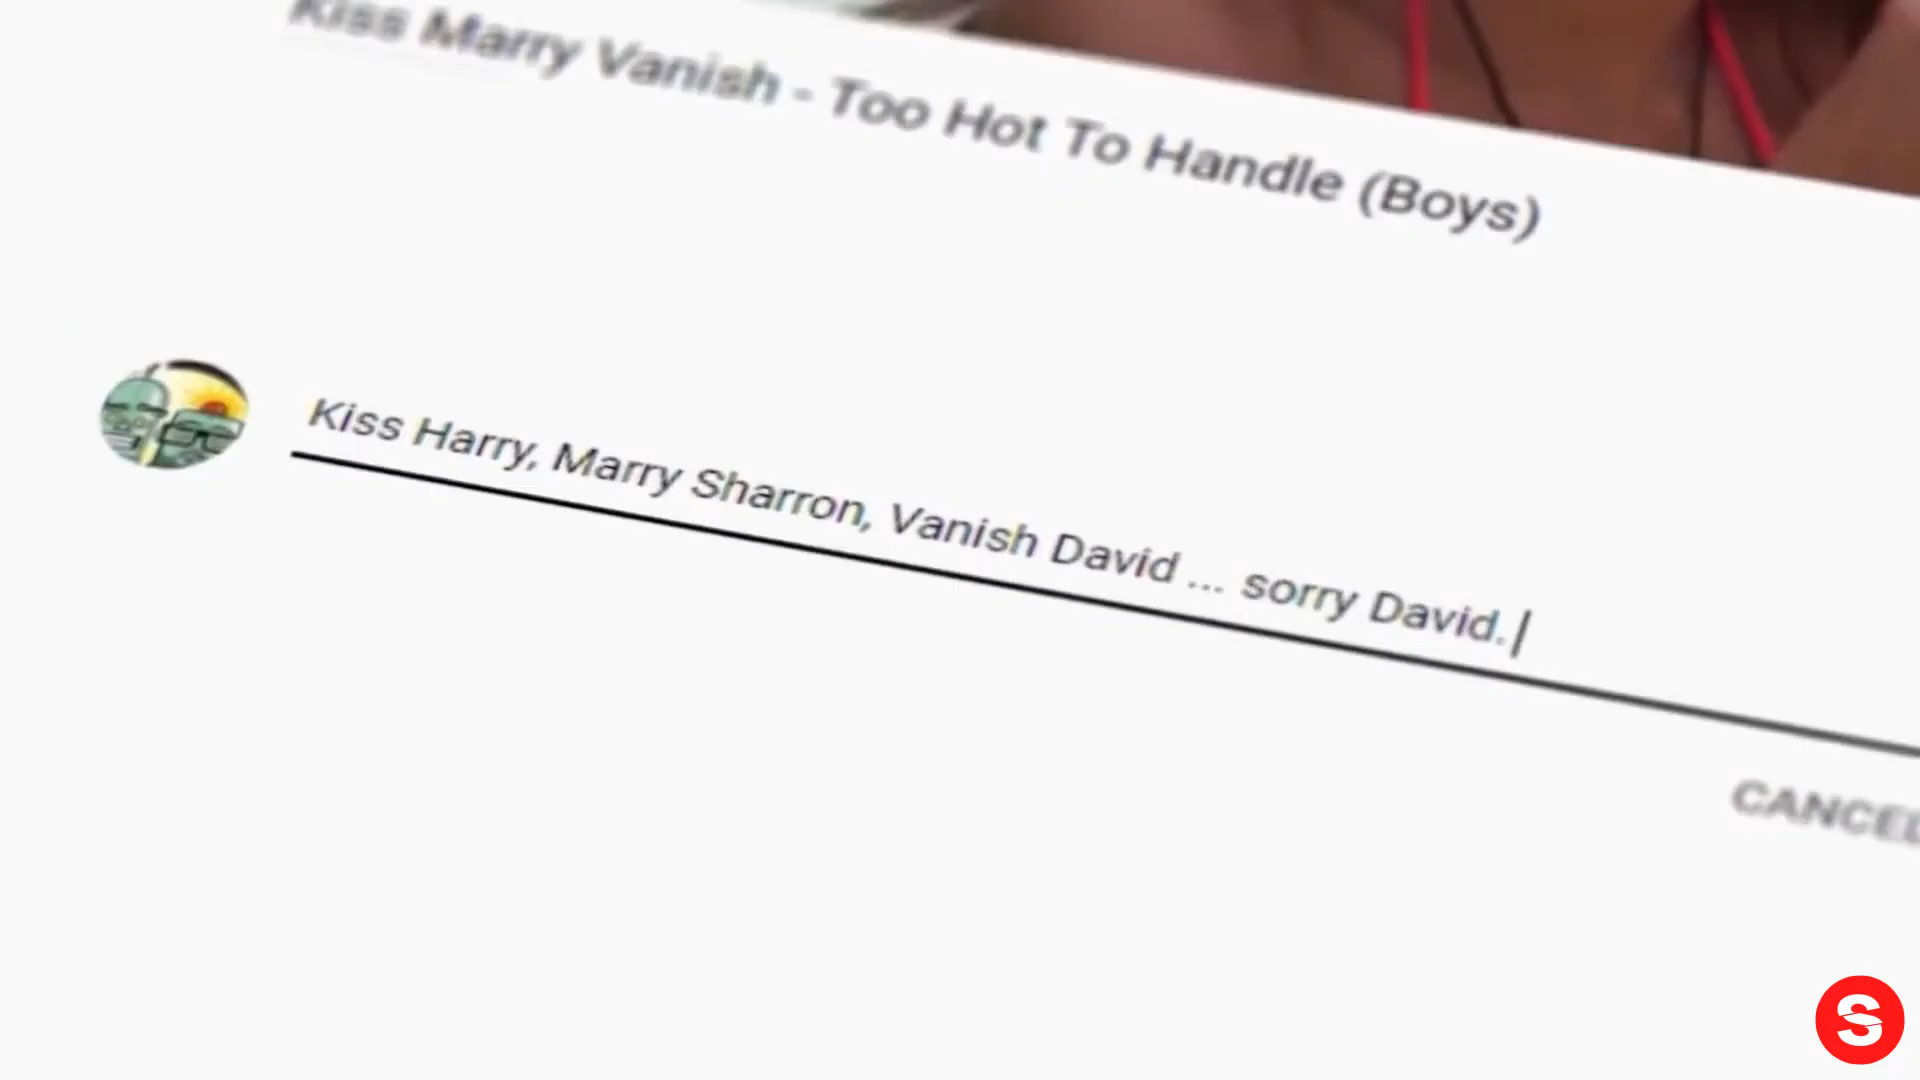 Kiss Marry Vanish - Too Hot To Handle (Boys)
Kiss Harry, Marry Sharron, Vanish David ... sorry David.
CANCEL
S